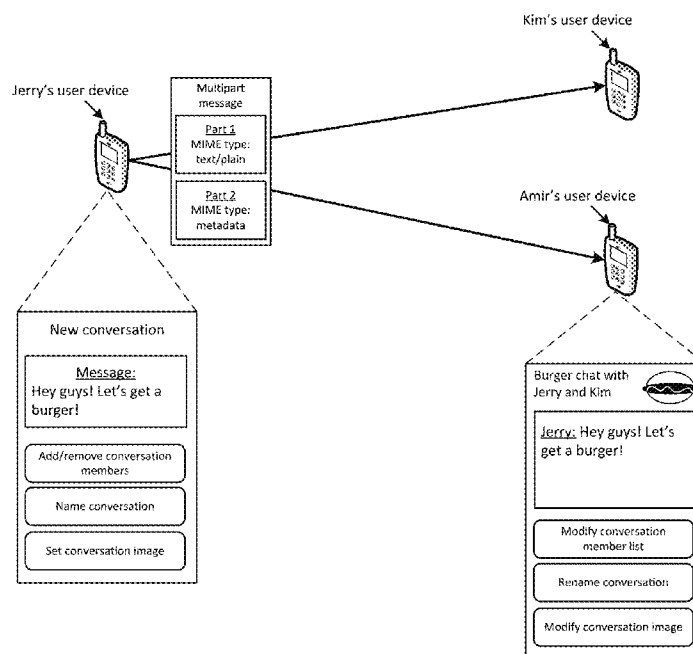 Kim's user device
Jerry's user device
Multipart
message
Part 1
MIME type:
text/plain
Part 2
MIME type:
metadata
Amir's user device
New conversation
Message:
Hey guys! Let's get a
burger!
Add/remove conversation
members
Name conversation
Set conversation image
Burger chat with
Jerry and Kim
Jerry: Hey guys! Let's
get a burger!
Modify conversation
member list
Rename conversation
Modify conversation image